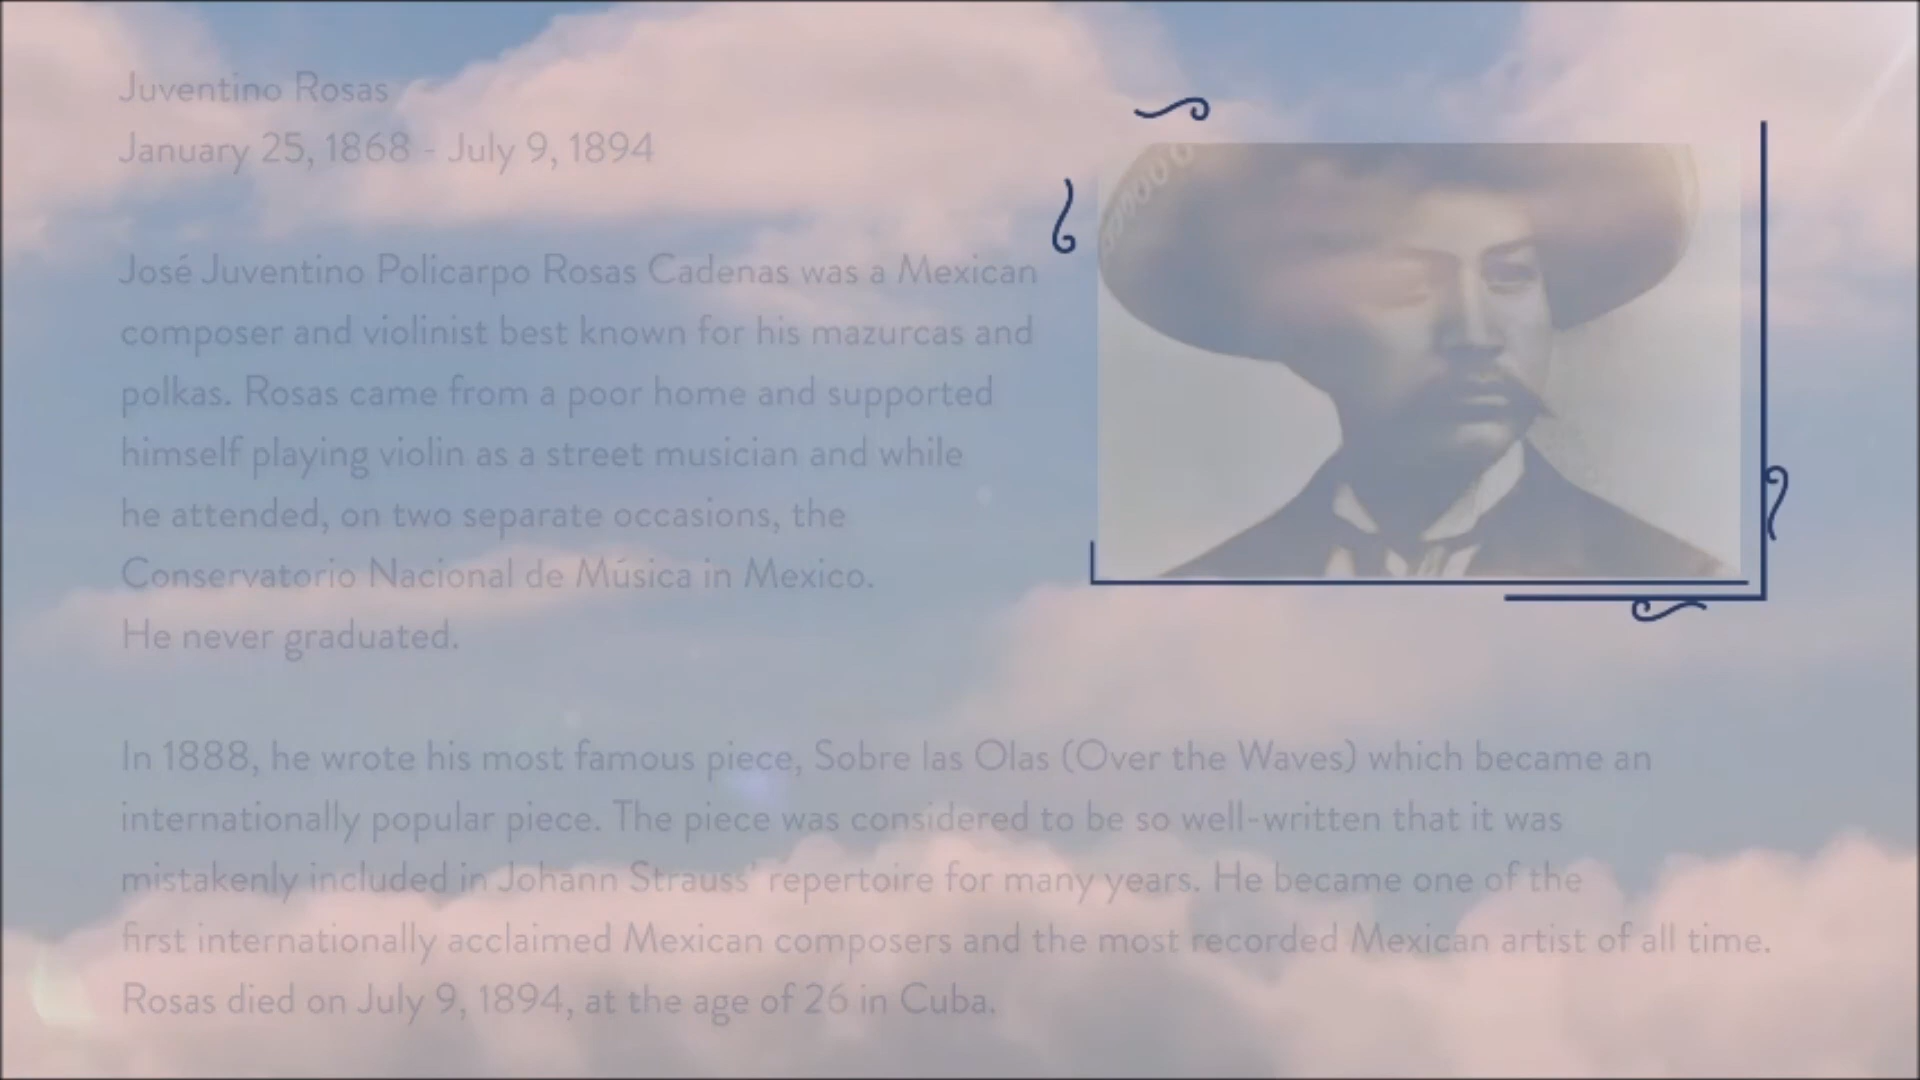 Juventino Rosas
January 25, 1868 - July 9, 1894
José Juventino Policarpo Rosas Cadenas was a Mexican
composer and violinist best known for his mazurcas and
polkas. Rosas came from a poor home and supported
himself playing violin as a street musician and while
he attended, on two separate occasions, the
Conservatorio Nacional de Música in Mexico.
He never graduated.
In 1888, he wrote his most famous piece, Sobre las Olas (Over the Waves) which became an
internationally popular piece. The piece was considered to be so well-written that it was
mistakenly included in Johann Strauss' repertoire for many years. He became one of the
first internationally acclaimed Mexican composers and the most recorded Mexican artist of all time.
Rosas died on July 9, 1894, at the age of 26 in Cuba.